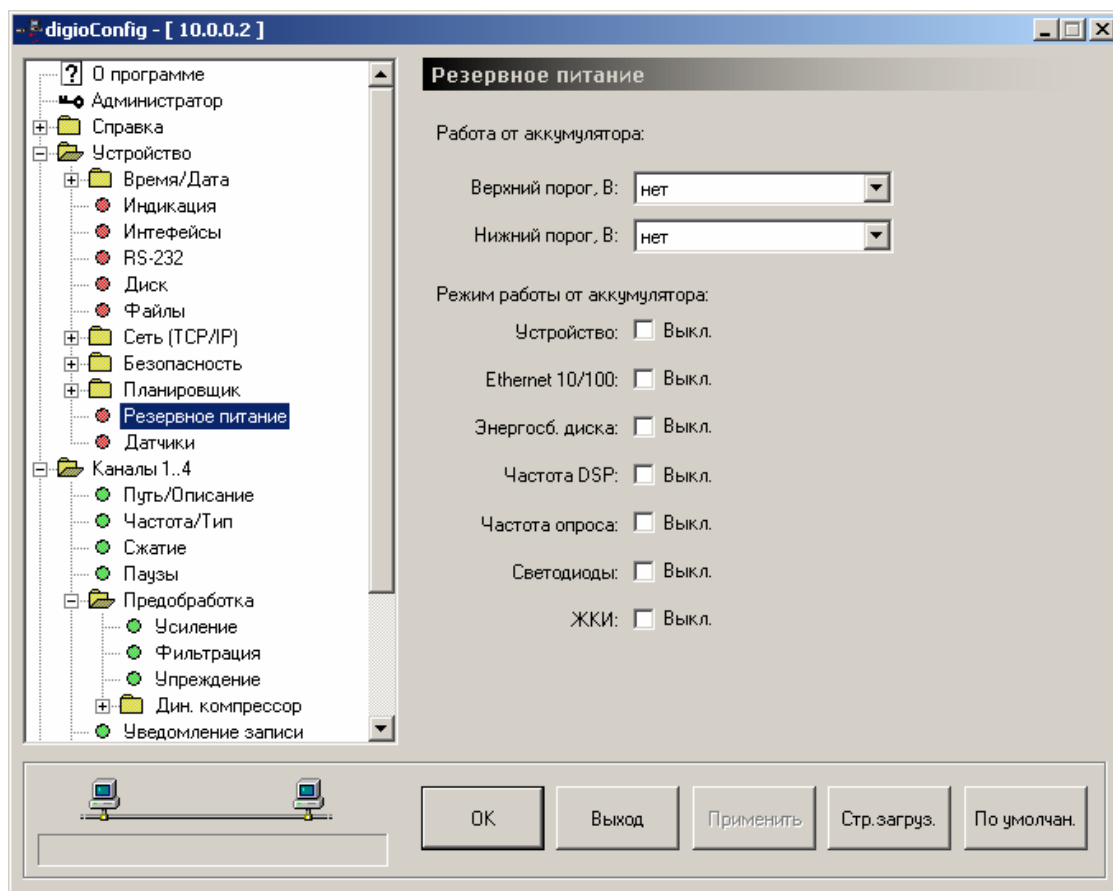 digioConfig - [ 10.0.0.2 ]
? О программе
Администратор
Справка
Устройство
Время/Дата
Индикация
Интефейсы
RS-232
Диск
Файлы
Сеть (TCP/IP)
Безопасность
Планировщик
Резервное питание
Датчики
Каналы 1..4
Путь/Описание
Частота/Тип
Сжатие
Паузы
Предобработка
Усиление
Фильтрация
Упреждение
Дин. компрессор
Уведомление записи
Резервное питание
Работа от аккумулятора:
Верхний порог, В: нет
Нижний порог, В: нет
Режим работы от аккумулятора:
Устройство: Выкл.
Ethernet 10/100: Выкл.
Энергосб. диска: Выкл.
Частота DSP: Выкл.
Частота опроса: Выкл.
Светодиоды: Выкл.
ЖКИ: Выкл.
OK Выход Применить Стр.загруз. По умолчан.